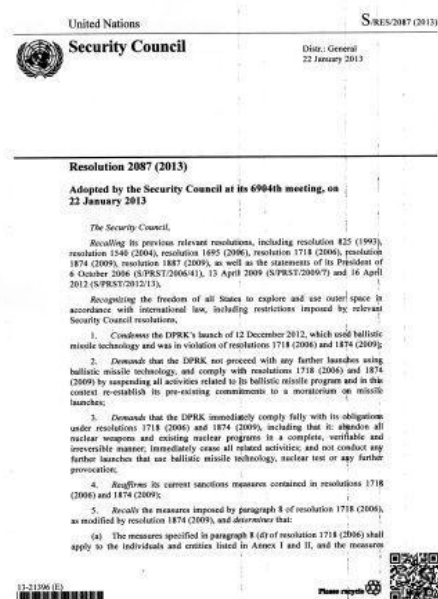 United Nations
S/RES/2087 (2013)
Security Council
Distr.: General
22 January 2013
Resolution 2087 (2013)
Adopted by the Security Council at its 6904th meeting, on
22 January 2013
The Security Council,
Recalling its previous relevant resolutions, including resolution 825 (1993),
resolution 1540 (2004), resolution 1695 (2006), resolution 1718 (2006), resolution
1874 (2009), resolution 1887 (2009), as well as the statements of its President of
6 October 2006 (S/PRST/2006/41), 13 April 2009 (S/PRST/2009/7) and 16 April
2012 (S/PRST/2012/13),
Recognizing the freedom of all States to explore and use outer space in
accordance with international law, including restrictions imposed by relevant
Security Council resolutions,
1. Condemns the DPRK's launch of 12 December 2012, which used ballistic
missile technology and was in violation of resolutions 1718 (2006) and 1874 (2009);
2. Demands that the DPRK not proceed with any further launches using
ballistic missile technology, and comply with resolutions 1718 (2006) and 1874
(2009) by suspending all activities related to its ballistic missile program and in this
context re-establish its pre-existing commitments to a moratorium on missile
launches;
3. Demands that the DPRK immediately comply fully with its obligations
under resolutions 1718 (2006) and 1874 (2009), including that it: abandon all
nuclear weapons and existing nuclear programs in a complete, verifiable and
irreversible manner; immediately cease all related activities; and not conduct any
further launches that use ballistic missile technology, nuclear test or any further
provocation;
4. Reaffirms its current sanctions measures contained in resolutions 1718
(2006) and 1874 (2009);
5. Recalls the measures imposed by paragraph 8 of resolution 1718 (2006),
as modified by resolution 1874 (2009), and determines that:
(a) The measures specified in paragraph 8 (d) of resolution 1718 (2006) shall
apply to the individuals and entities listed in Annex I and II, and the measures
13-21396 (E)
Please recycle